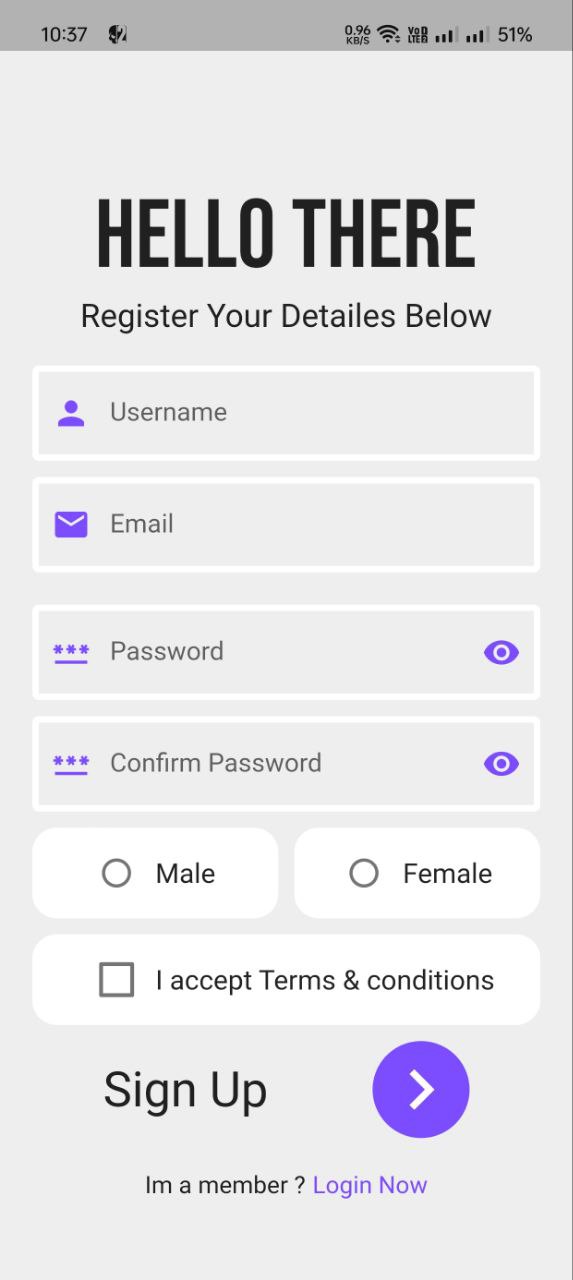 10:37 0.96 KB/S VoD LTE2 51%
HELLO THERE
Register Your Detailes Below
Username
Email
*** Password
*** Confirm Password
Male Female
I accept Terms & conditions
Sign Up
Im a member ? Login Now